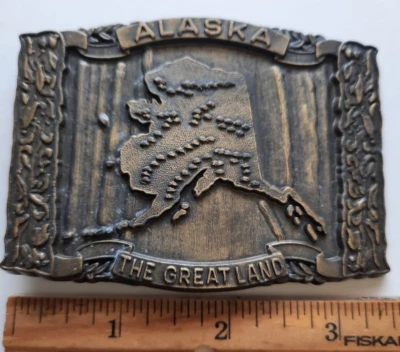 ALASKA
THE GREAT LAND
1 2 3 FISKAR